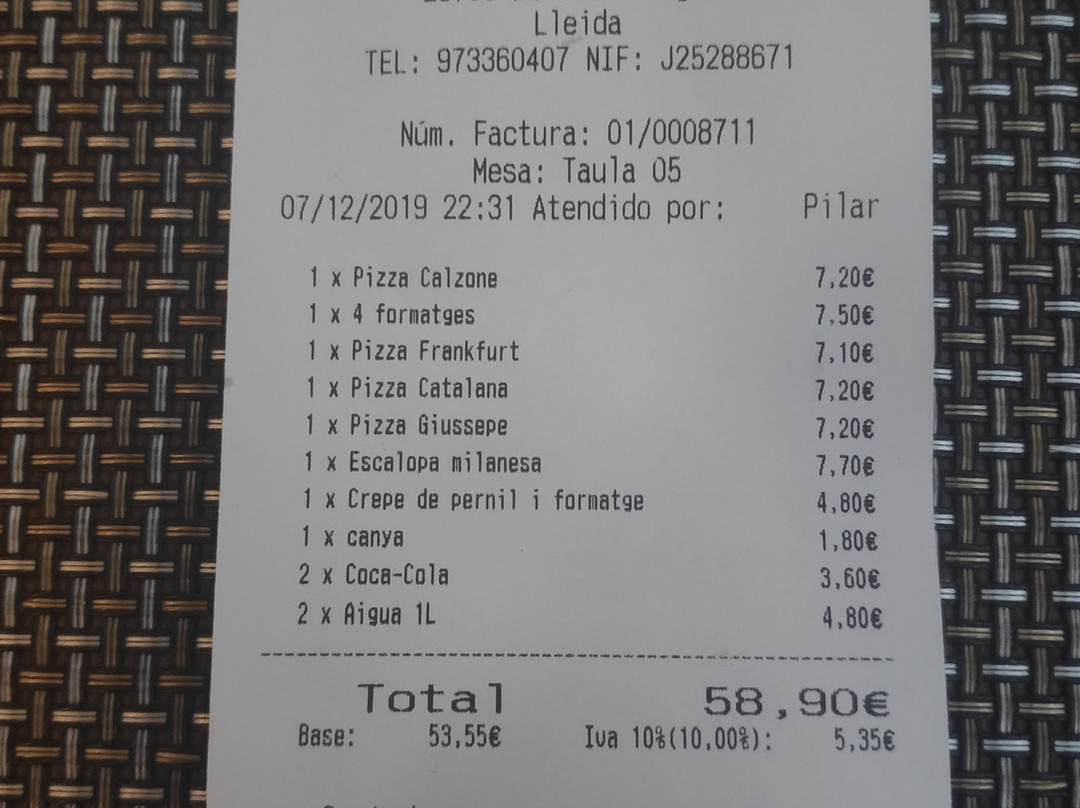 Lleida
TEL: 973360407 NIF: J25288671
Núm. Factura: 01/0008711
Mesa: Taula 05
07/12/2019 22:31 Atendido por: Pilar
1 x Pizza Calzone 7,20€
1 x 4 formatges 7,50€
1 x Pizza Frankfurt 7,10€
1 x Pizza Catalana 7,20€
1 x Pizza Giussepe 7,20€
1 x Escalopa milanesa 7,70€
1 x Crepe de pernil i formatge 4,80€
1 x canya 1,80€
2 x Coca-Cola 3,60€
2 x Aigua 1L 4,80€
Total 58,90€
Base: 53,55€ Iva 10%(10,00%): 5,35€